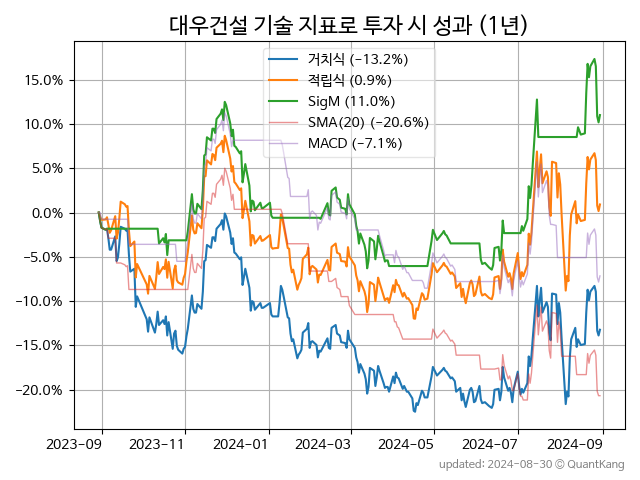 대우건설 기술 지표로 투자 시 성과 (1년)
거치식 (−13.2%)
적립식 (0.9%)
SigM (11.0%)
SMA(20) (−20.6%)
MACD (−7.1%)
15.0%
10.0%
5.0%
0.0%
−5.0%
−10.0%
−15.0%
−20.0%
2023-09 2023-11 2024-01 2024-03 2024-05 2024-07 2024-09
updated: 2024-08-30 © QuantKang